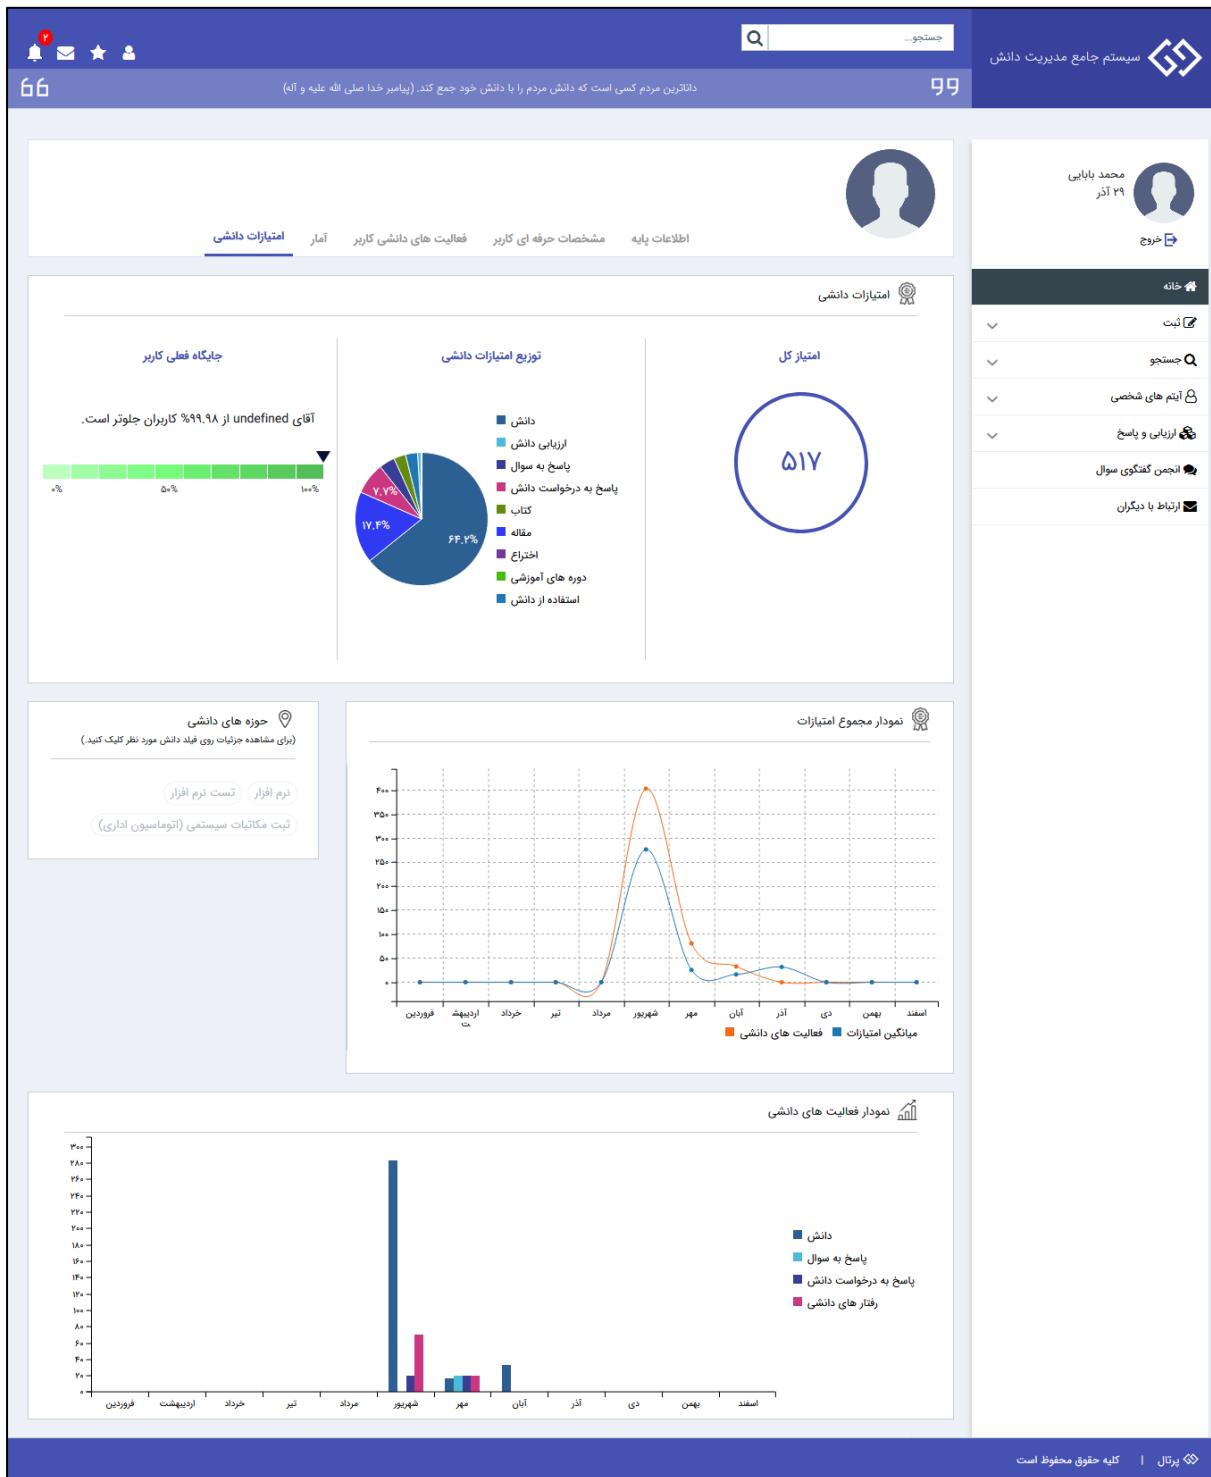 سیستم جامع مدیریت دانش
جستجو...
۲
داناترین مردم کسی است که دانش مردم را با دانش خود جمع کند. (پیامبر خدا صلی الله علیه و آله)
محمد بابایی
۲۹ آذر
خروج
خانه
ثبت
جستجو
آیتم های شخصی
ارزیابی و پاسخ
انجمن گفتگوی سوال
ارتباط با دیگران
اطلاعات پایه
مشخصات حرفه ای کاربر
فعالیت های دانشی کاربر
آمار
امتیازات دانشی
امتیازات دانشی
امتیاز کل
۵۱۷
توزیع امتیازات دانشی
دانش
ارزیابی دانش
پاسخ به سوال
پاسخ به درخواست دانش
کتاب
مقاله
اختراع
دوره های آموزشی
استفاده از دانش
۷.۷%
۱۷.۴%
۶۴.۲%
جایگاه فعلی کاربر
آقای undefined از ۹۹.۹۸% کاربران جلوتر است.
۰%
۵۰%
۱۰۰%
نمودار مجموع امتیازات
۴۰۰
۳۵۰
۳۰۰
۲۵۰
۲۰۰
۱۵۰
۱۰۰
۵۰
۰
فروردین
اردیبهشت
خرداد
تیر
مرداد
شهریور
مهر
آبان
آذر
دی
بهمن
اسفند
میانگین امتیازات
فعالیت های دانشی
حوزه های دانشی
(برای مشاهده جزئیات روی فیلد دانش مورد نظر کلیک کنید.)
نرم افزار
تست نرم افزار
ثبت مکاتبات سیستمی (اتوماسیون اداری)
نمودار فعالیت های دانشی
۳۰۰
۲۸۰
۲۶۰
۲۴۰
۲۲۰
۲۰۰
۱۸۰
۱۶۰
۱۴۰
۱۲۰
۱۰۰
۸۰
۶۰
۴۰
۲۰
۰
فروردین
اردیبهشت
خرداد
تیر
مرداد
شهریور
مهر
آبان
آذر
دی
بهمن
اسفند
دانش
پاسخ به سوال
پاسخ به درخواست دانش
رفتار های دانشی
پرتال | کلیه حقوق محفوظ است